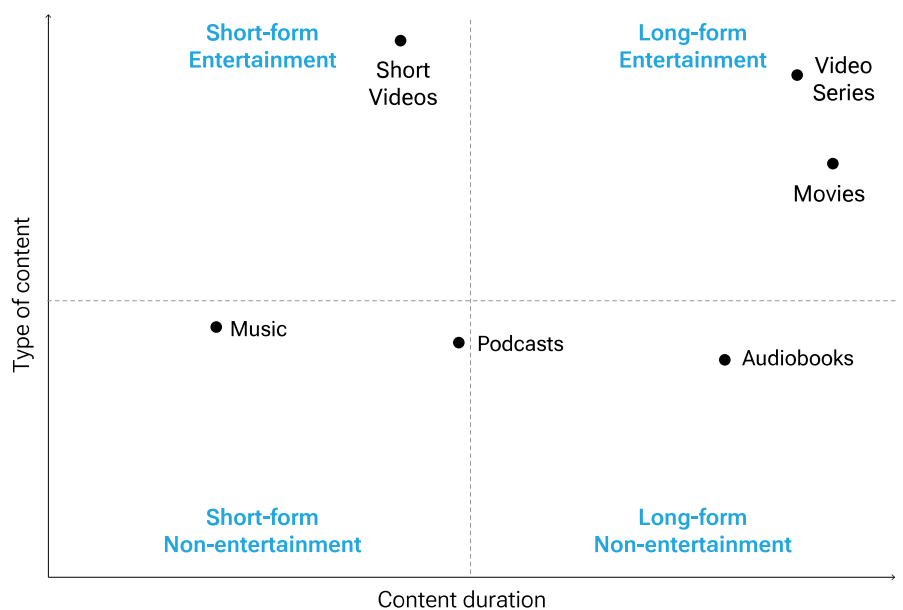 Short-form
Entertainment
Long-form
Entertainment
Short
Videos
Video
Series
Movies
Type of content
Music
Podcasts
Audiobooks
Short-form
Non-entertainment
Long-form
Non-entertainment
Content duration